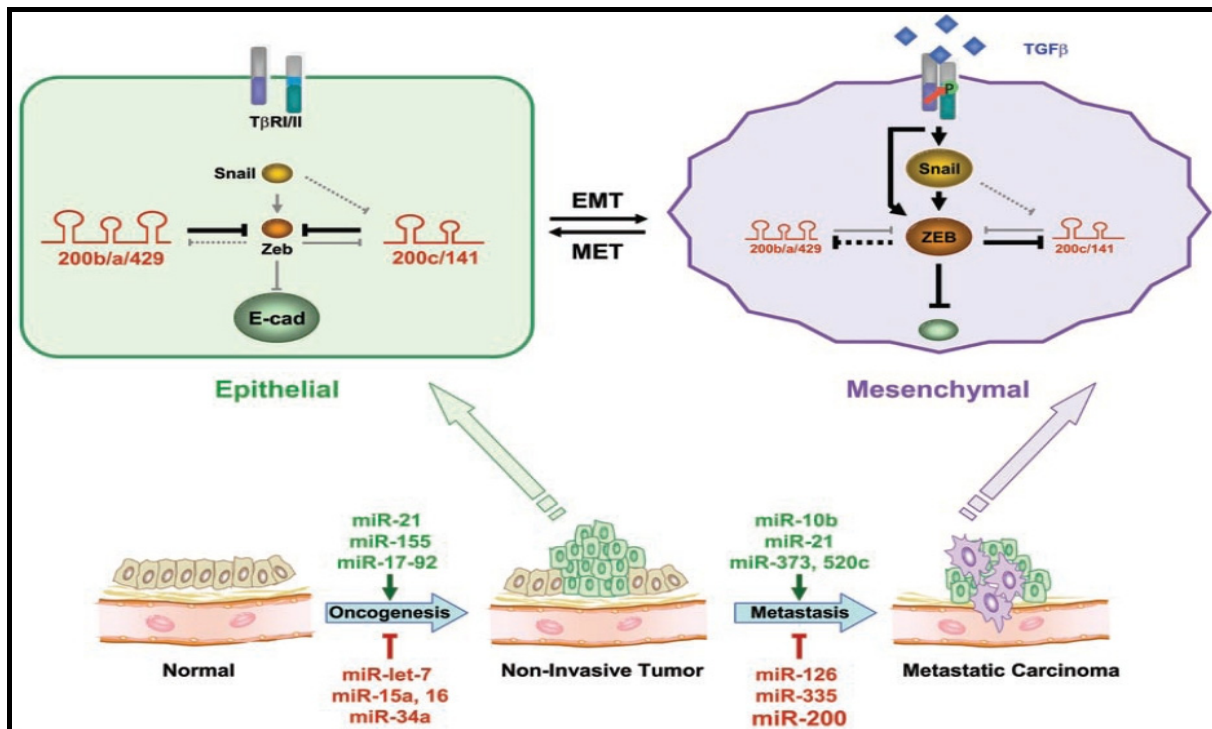 TβRI/II
Snail
Zeb
200b/a/429
200c/141
E-cad
Epithelial
EMT
MET
TGFβ
P
Snail
ZEB
200b/a/429
200c/141
Mesenchymal
miR-21
miR-155
miR-17-92
Oncogenesis
miR-let-7
miR-15a, 16
miR-34a
miR-10b
miR-21
miR-373, 520c
Metastasis
miR-126
miR-335
miR-200
Normal
Non-Invasive Tumor
Metastatic Carcinoma